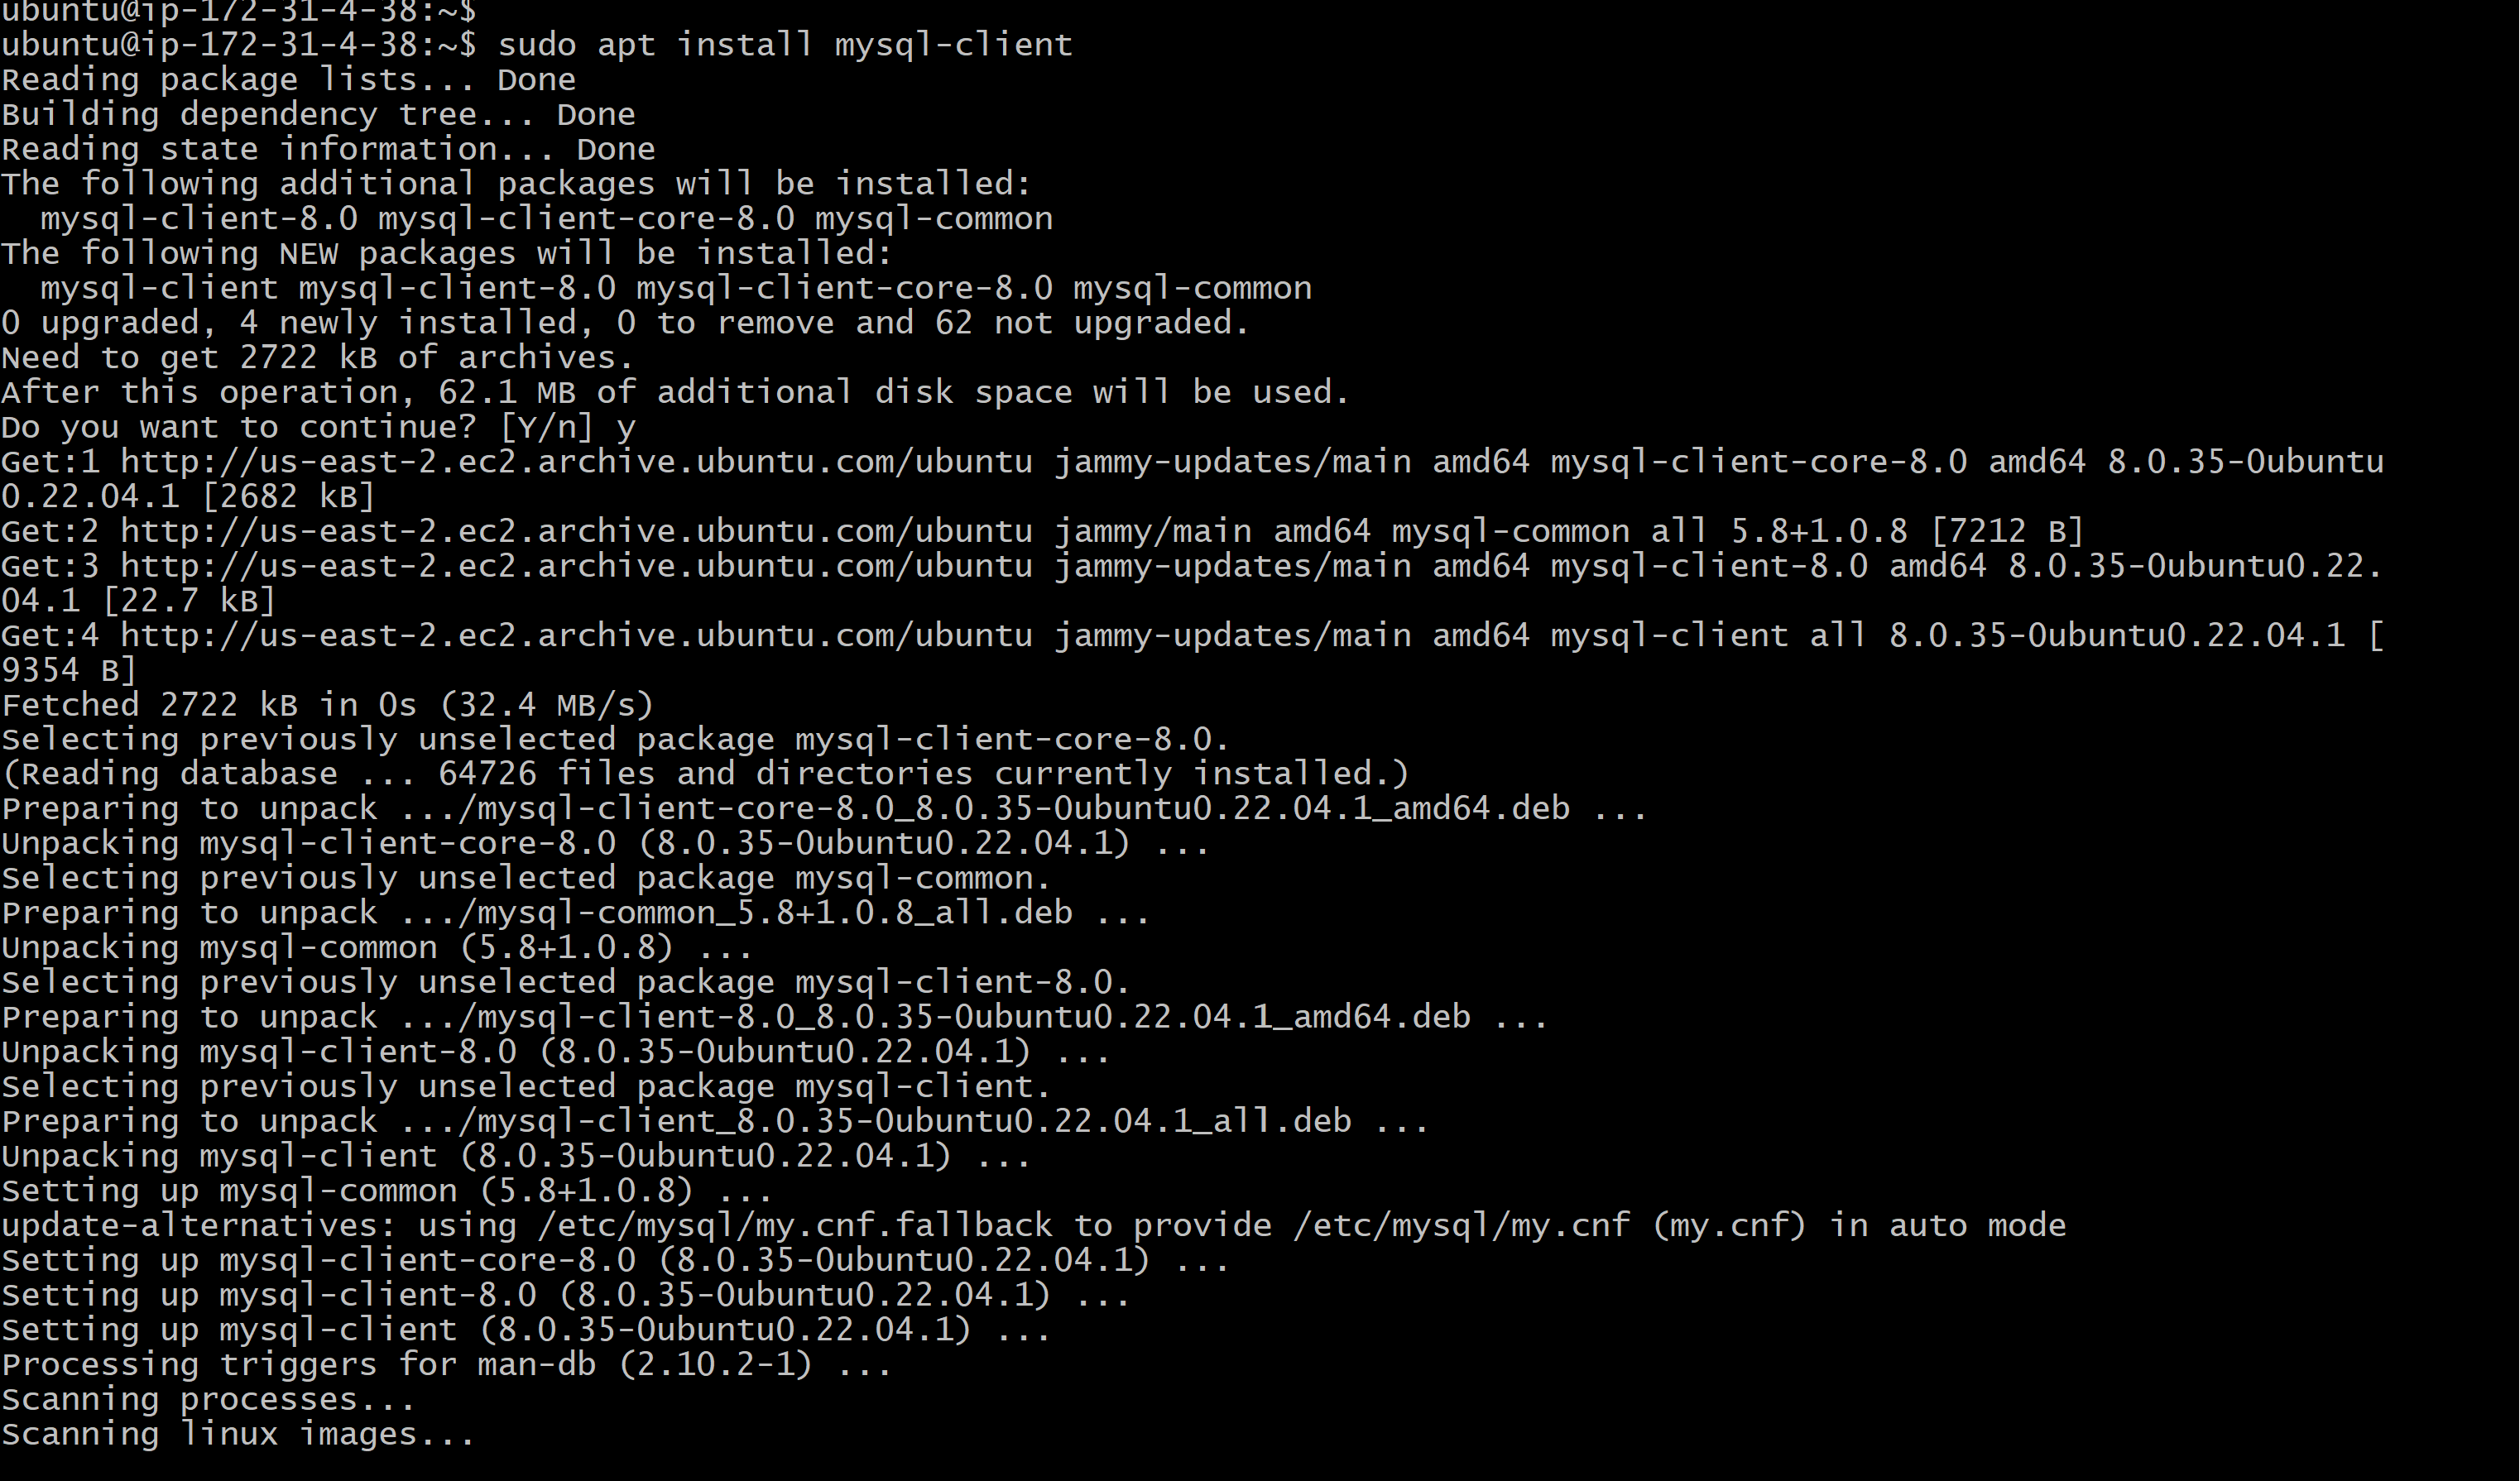 ubuntu@ip-172-31-4-38:~$
ubuntu@ip-172-31-4-38:~$ sudo apt install mysql-client
Reading package lists... Done
Building dependency tree... Done
Reading state information... Done
The following additional packages will be installed:
  mysql-client-8.0 mysql-client-core-8.0 mysql-common
The following NEW packages will be installed:
  mysql-client mysql-client-8.0 mysql-client-core-8.0 mysql-common
0 upgraded, 4 newly installed, 0 to remove and 62 not upgraded.
Need to get 2722 kB of archives.
After this operation, 62.1 MB of additional disk space will be used.
Do you want to continue? [Y/n] y
Get:1 http://us-east-2.ec2.archive.ubuntu.com/ubuntu jammy-updates/main amd64 mysql-client-core-8.0 amd64 8.0.35-0ubuntu
0.22.04.1 [2682 kB]
Get:2 http://us-east-2.ec2.archive.ubuntu.com/ubuntu jammy/main amd64 mysql-common all 5.8+1.0.8 [7212 B]
Get:3 http://us-east-2.ec2.archive.ubuntu.com/ubuntu jammy-updates/main amd64 mysql-client-8.0 amd64 8.0.35-0ubuntu0.22.
04.1 [22.7 kB]
Get:4 http://us-east-2.ec2.archive.ubuntu.com/ubuntu jammy-updates/main amd64 mysql-client all 8.0.35-0ubuntu0.22.04.1 [
9354 B]
Fetched 2722 kB in 0s (32.4 MB/s)
Selecting previously unselected package mysql-client-core-8.0.
(Reading database ... 64726 files and directories currently installed.)
Preparing to unpack .../mysql-client-core-8.0_8.0.35-0ubuntu0.22.04.1_amd64.deb ...
Unpacking mysql-client-core-8.0 (8.0.35-0ubuntu0.22.04.1) ...
Selecting previously unselected package mysql-common.
Preparing to unpack .../mysql-common_5.8+1.0.8_all.deb ...
Unpacking mysql-common (5.8+1.0.8) ...
Selecting previously unselected package mysql-client-8.0.
Preparing to unpack .../mysql-client-8.0_8.0.35-0ubuntu0.22.04.1_amd64.deb ...
Unpacking mysql-client-8.0 (8.0.35-0ubuntu0.22.04.1) ...
Selecting previously unselected package mysql-client.
Preparing to unpack .../mysql-client_8.0.35-0ubuntu0.22.04.1_all.deb ...
Unpacking mysql-client (8.0.35-0ubuntu0.22.04.1) ...
Setting up mysql-common (5.8+1.0.8) ...
update-alternatives: using /etc/mysql/my.cnf.fallback to provide /etc/mysql/my.cnf (my.cnf) in auto mode
Setting up mysql-client-core-8.0 (8.0.35-0ubuntu0.22.04.1) ...
Setting up mysql-client-8.0 (8.0.35-0ubuntu0.22.04.1) ...
Setting up mysql-client (8.0.35-0ubuntu0.22.04.1) ...
Processing triggers for man-db (2.10.2-1) ...
Scanning processes...
Scanning linux images...